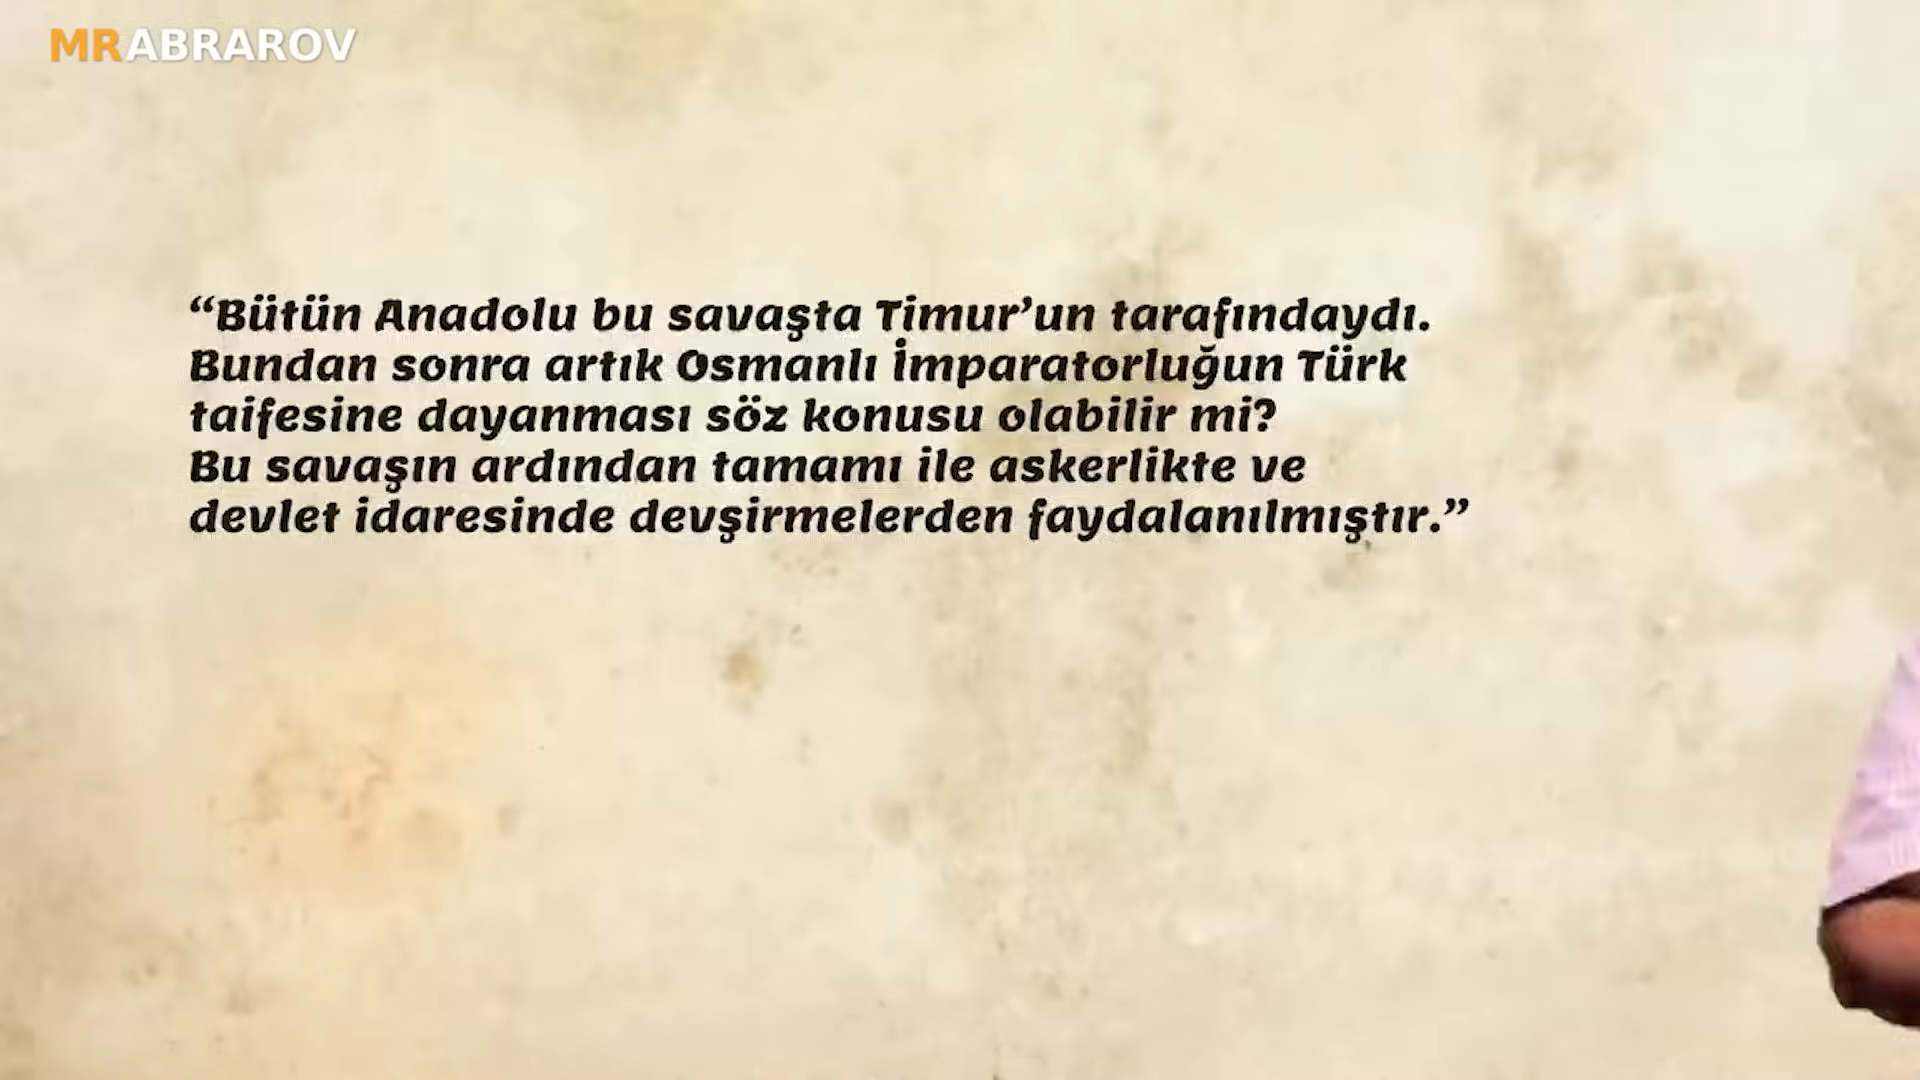 MRABRAROV
“Bütün Anadolu bu savaşta Timur’un tarafındaydı.
Bundan sonra artık Osmanlı İmparatorluğun Türk
taifesine dayanması söz konusu olabilir mi?
Bu savaşın ardından tamamı ile askerlikte ve
devlet idaresinde devşirmelerden faydalanılmıştır.”